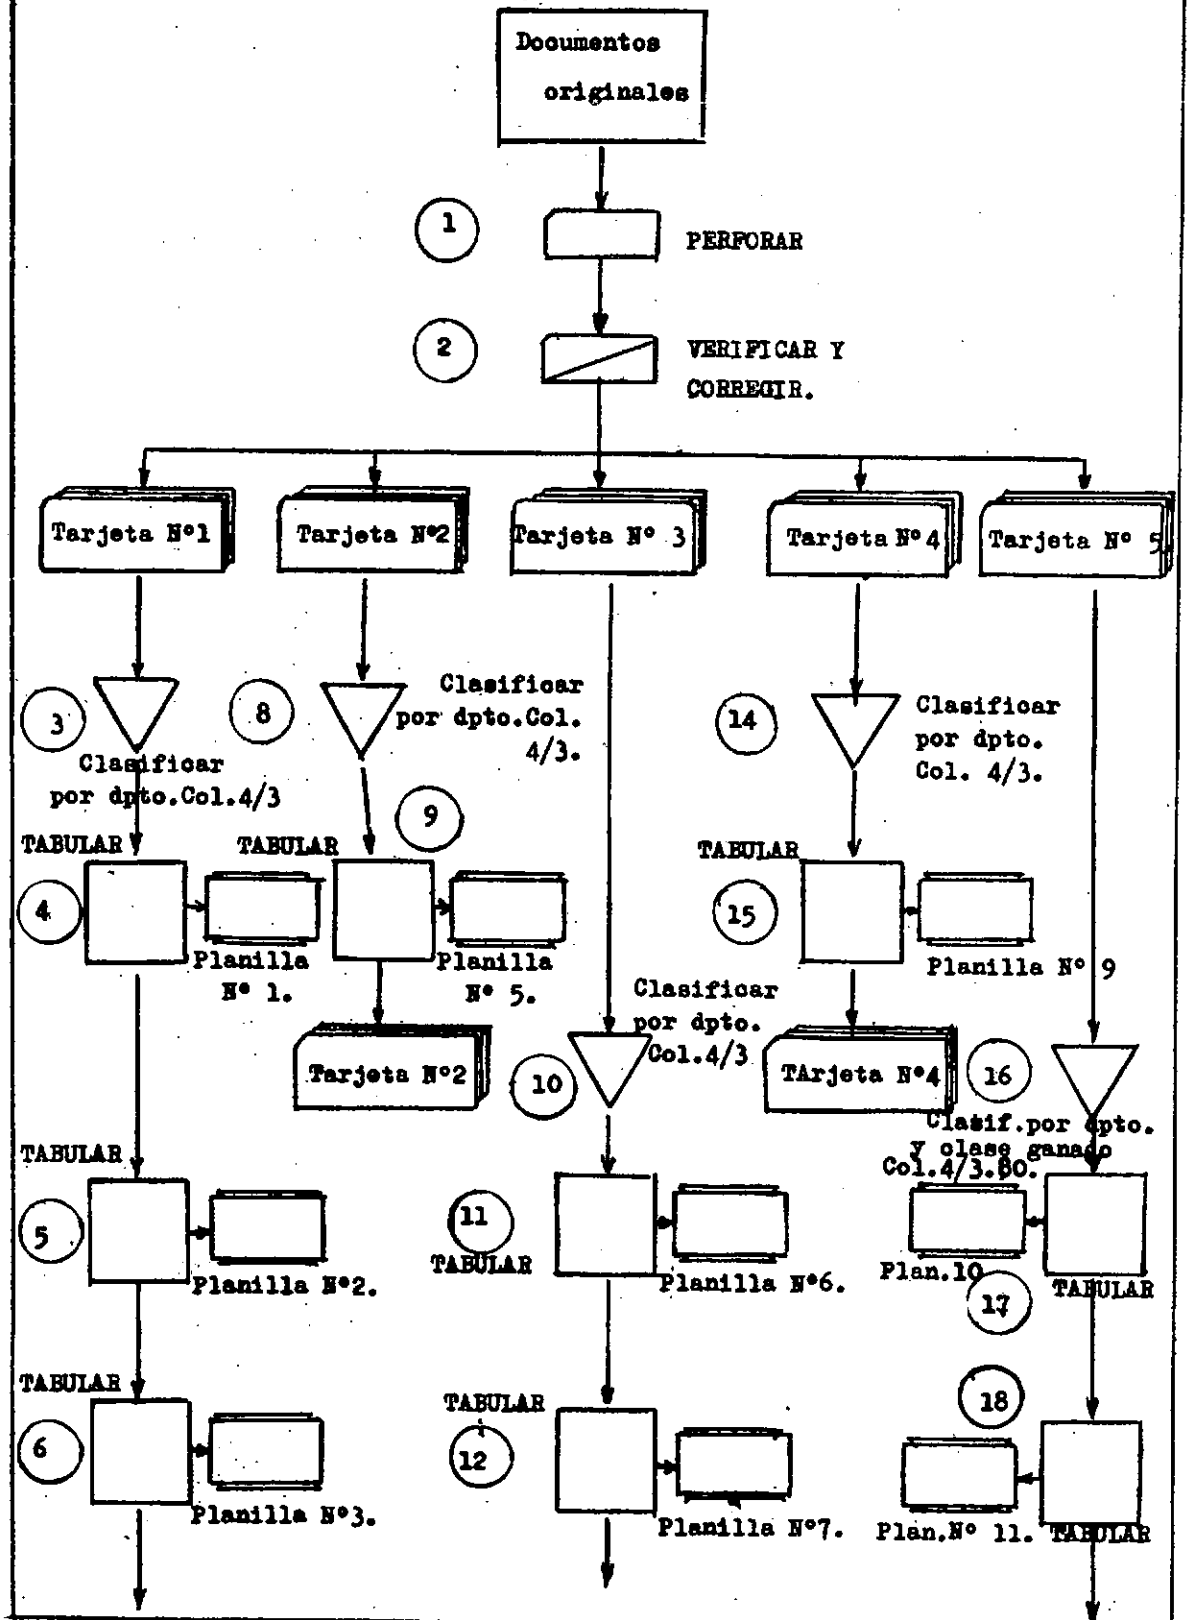 Documentos
originales
1
PERFORAR
2
VERIFICAR Y
CORREGIR.
Tarjeta Nº1
Tarjeta Nº2
Tarjeta Nº 3
Tarjeta Nº 4
Tarjeta Nº 5
3
Clasificar
por dpto.Col.4/3
8
Clasificar
por dpto.Col.
4/3.
14
Clasificar
por dpto.
Col. 4/3.
TABULAR
4
Planilla
Nº 1.
TABULAR
9
Planilla
Nº 5.
Tarjeta Nº2
TABULAR
15
Planilla Nº 9
TArjeta Nº4
10
Clasificar
por dpto.
Col.4/3
16
Clasif.por dpto.
y clase ganado
Col.4/3.80.
TABULAR
5
Planilla Nº2.
11
TABULAR
Planilla Nº6.
Plan.10
17
TABULAR
TABULAR
6
Planilla Nº3.
TABULAR
12
Planilla Nº7.
18
Plan.Nº 11.
TABULAR